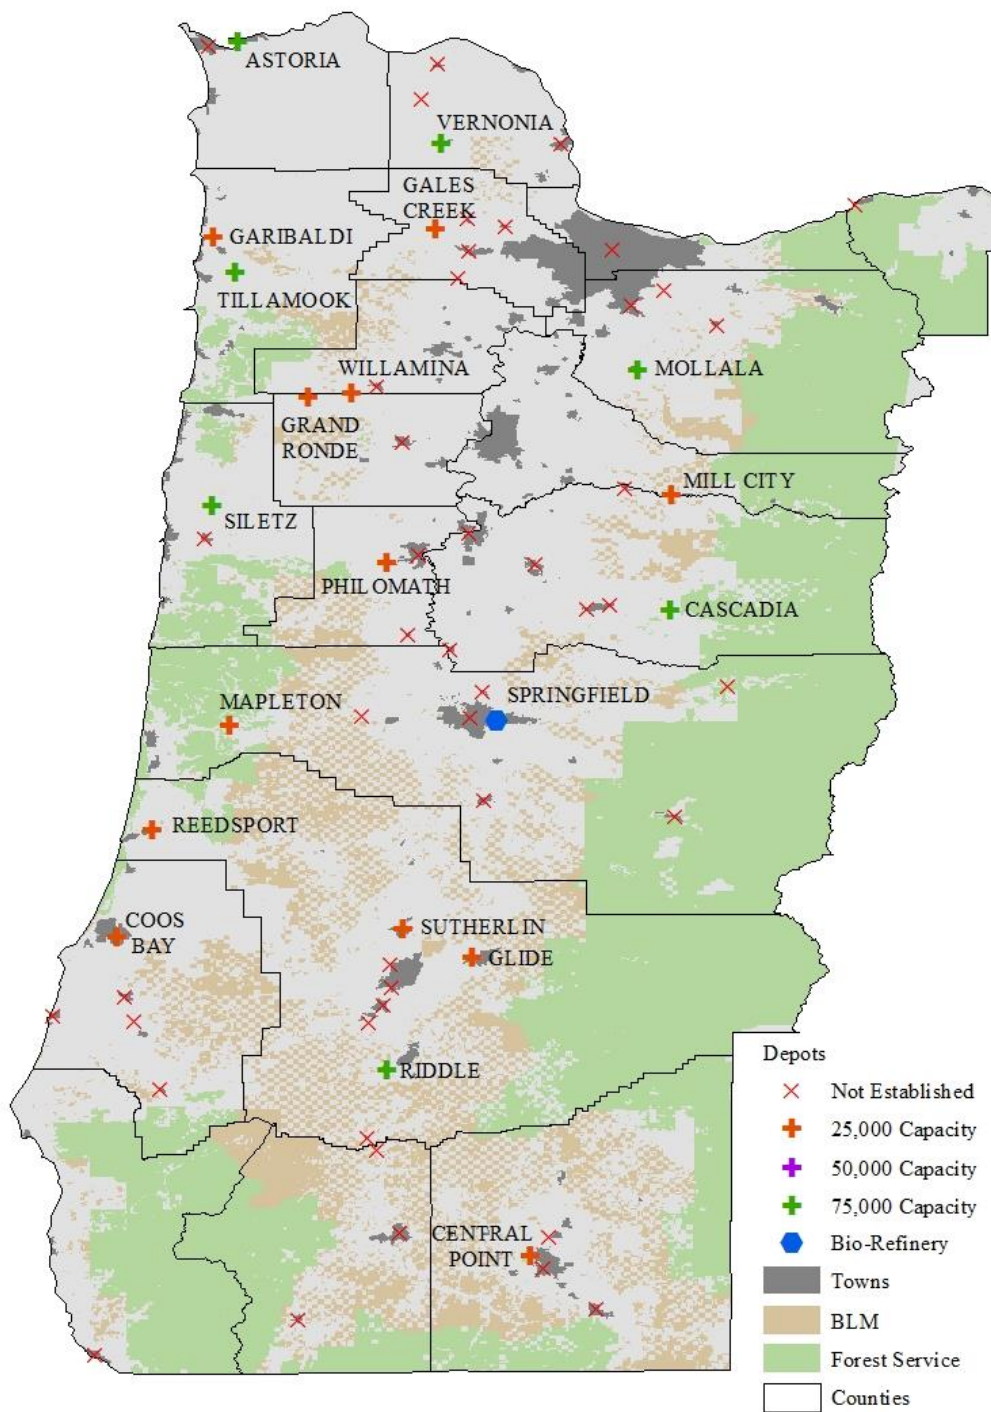 ASTORIA
VERNONIA
GALES
CREEK
GARIBALDI
TILLAMOOK
WILLAMINA
MOLLALA
GRAND
RONDE
MILL CITY
SILETZ
PHILOMATH
CASCADIA
SPRINGFIELD
MAPLETON
REEDSPORT
COOS
BAY
SUTHERLIN
GLIDE
RIDDLE
CENTRAL
POINT
Depots
Not Established
25,000 Capacity
50,000 Capacity
75,000 Capacity
Bio-Refinery
Towns
BLM
Forest Service
Counties